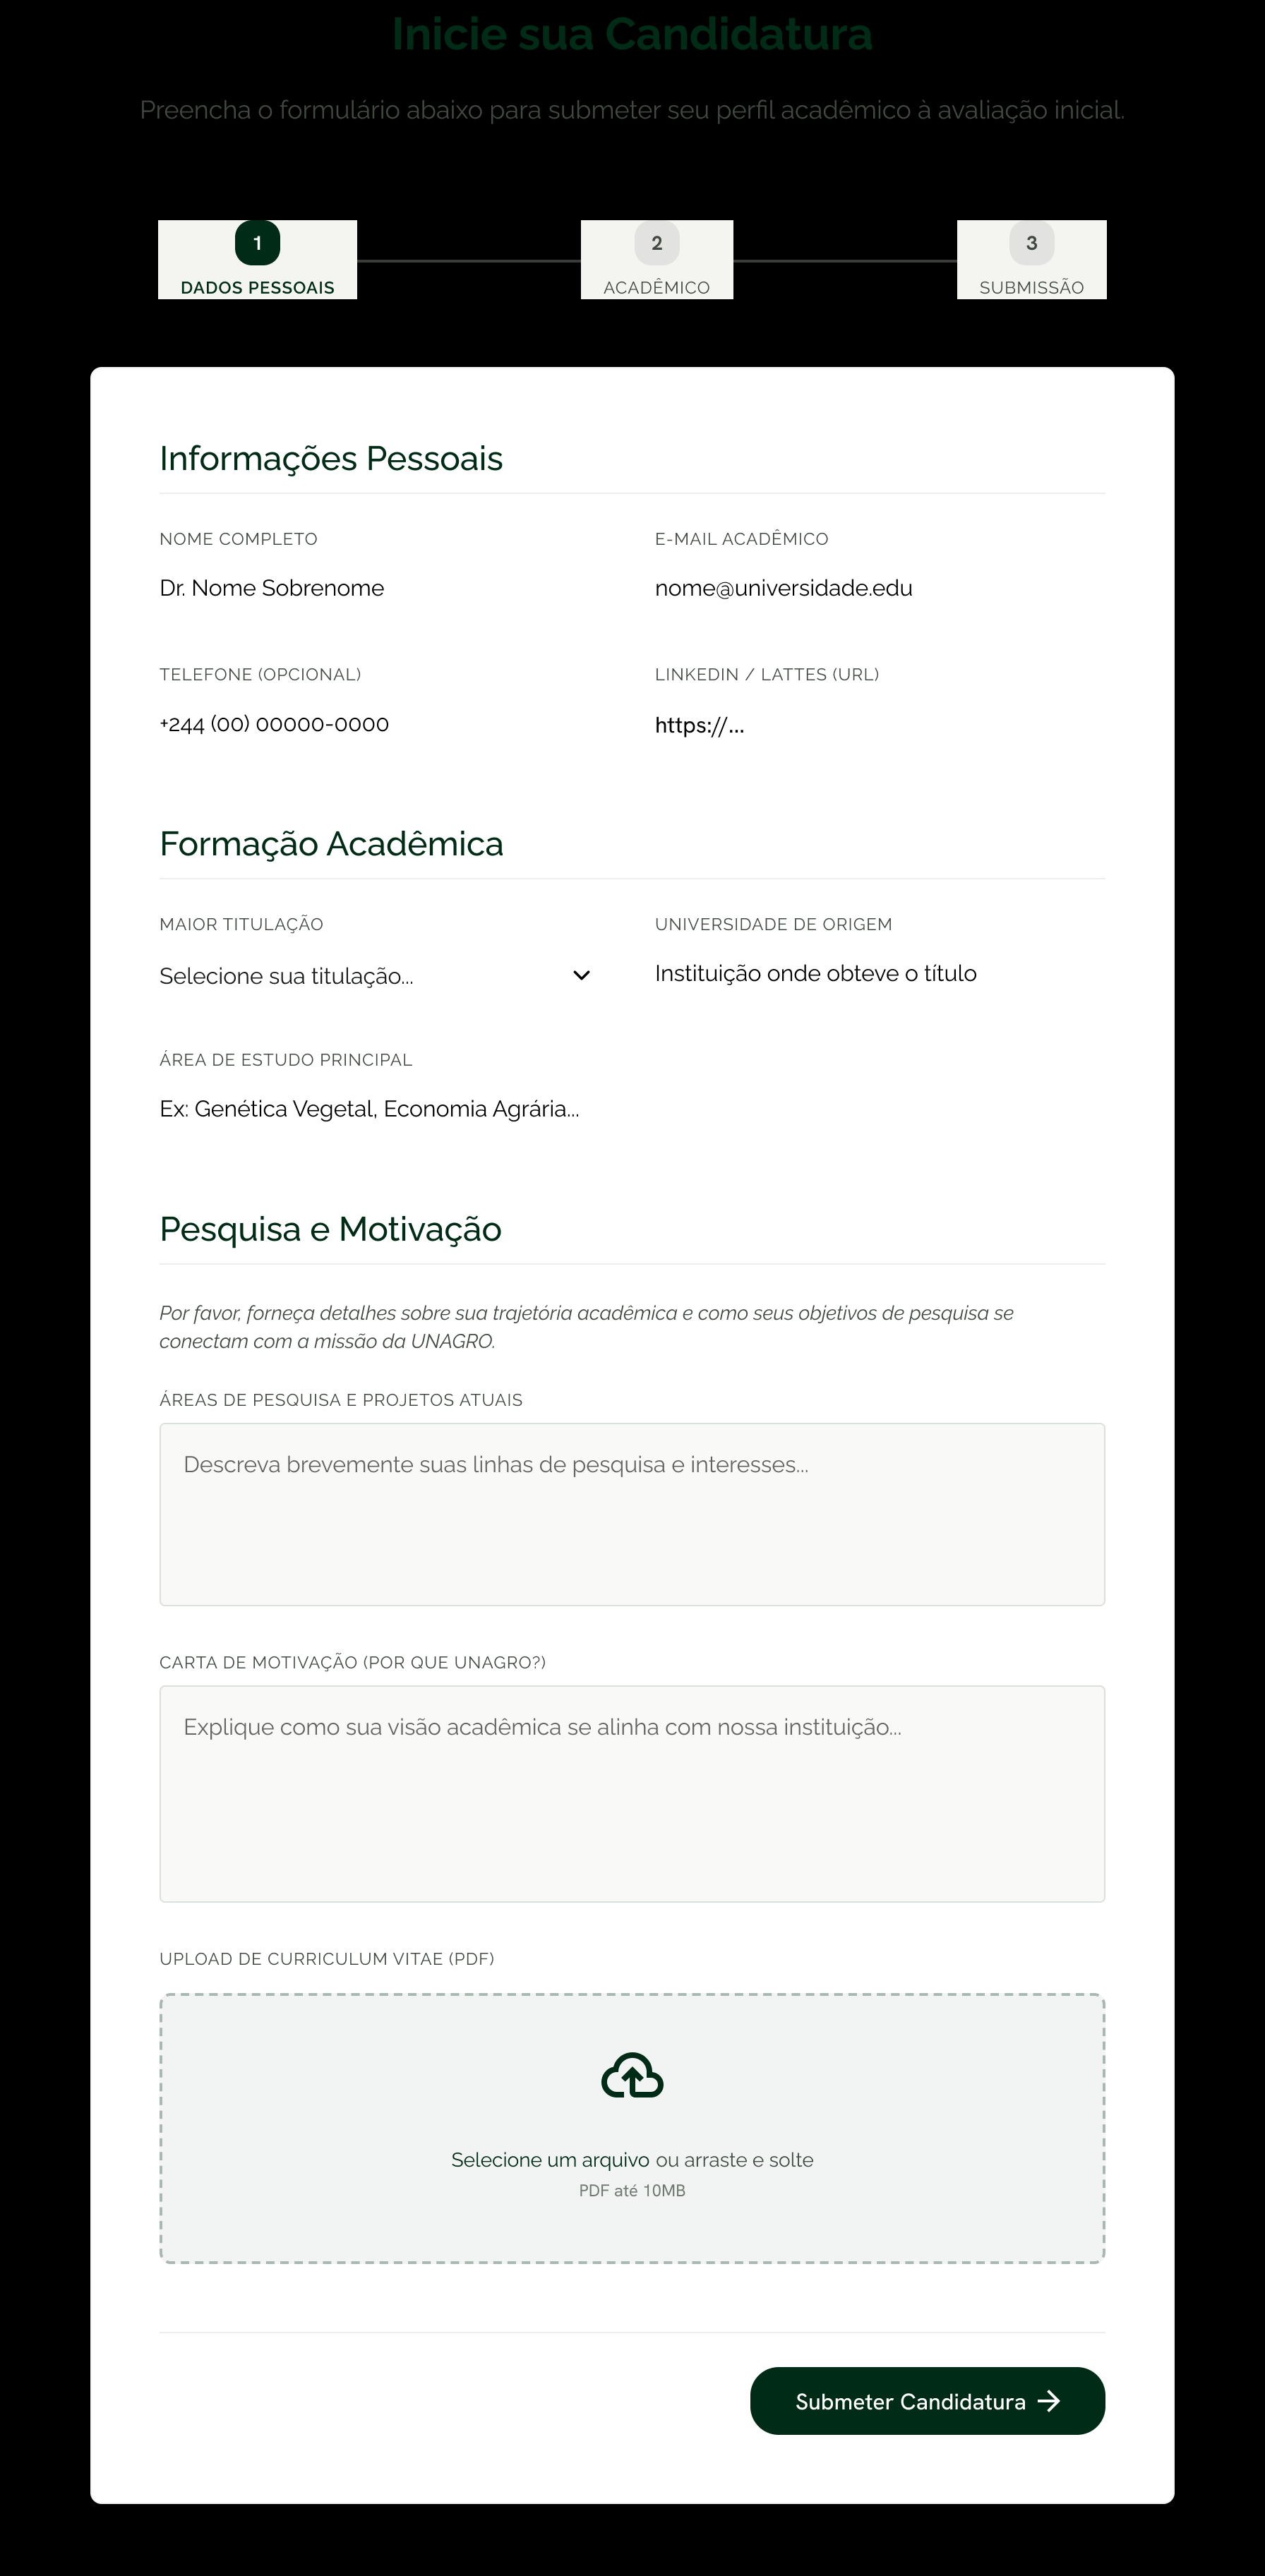 Inicie sua Candidatura
Preencha o formulário abaixo para submeter seu perfil acadêmico à avaliação inicial.
1
DADOS PESSOAIS
2
ACADÊMICO
3
SUBMISSÃO
Informações Pessoais
NOME COMPLETO
Dr. Nome Sobrenome
E-MAIL ACADÊMICO
nome@universidade.edu
TELEFONE (OPCIONAL)
+244 (00) 00000-0000
LINKEDIN / LATTES (URL)
https://...
Formação Acadêmica
MAIOR TITULAÇÃO
Selecione sua titulação...
UNIVERSIDADE DE ORIGEM
Instituição onde obteve o título
ÁREA DE ESTUDO PRINCIPAL
Ex: Genética Vegetal, Economia Agrária...
Pesquisa e Motivação
Por favor, forneça detalhes sobre sua trajetória acadêmica e como seus objetivos de pesquisa se
conectam com a missão da UNAGRO.
ÁREAS DE PESQUISA E PROJETOS ATUAIS
Descreva brevemente suas linhas de pesquisa e interesses...
CARTA DE MOTIVAÇÃO (POR QUE UNAGRO?)
Explique como sua visão acadêmica se alinha com nossa instituição...
UPLOAD DE CURRICULUM VITAE (PDF)
Selecione um arquivo ou arraste e solte
PDF até 10MB
Submeter Candidatura